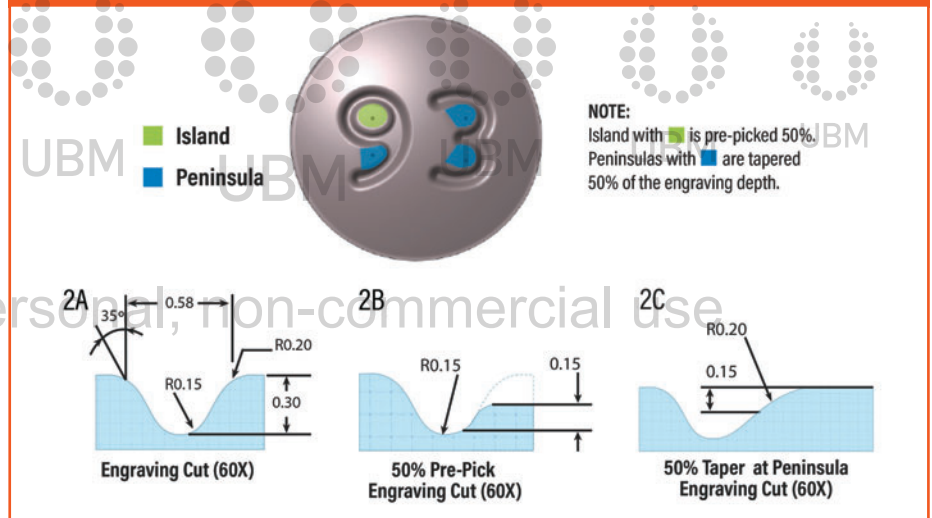 Island
Peninsula
93
NOTE:
Island with is pre-picked 50%.
Peninsulas with are tapered
50% of the engraving depth.
UBM
UBM
UBM
UBM
ersonal, non-commercial use
2A
0.58
35°
R0.20
R0.15
0.30
Engraving Cut (60X)
2B
R0.15
0.15
50% Pre-Pick
Engraving Cut (60X)
2C
R0.20
0.15
50% Taper at Peninsula
Engraving Cut (60X)